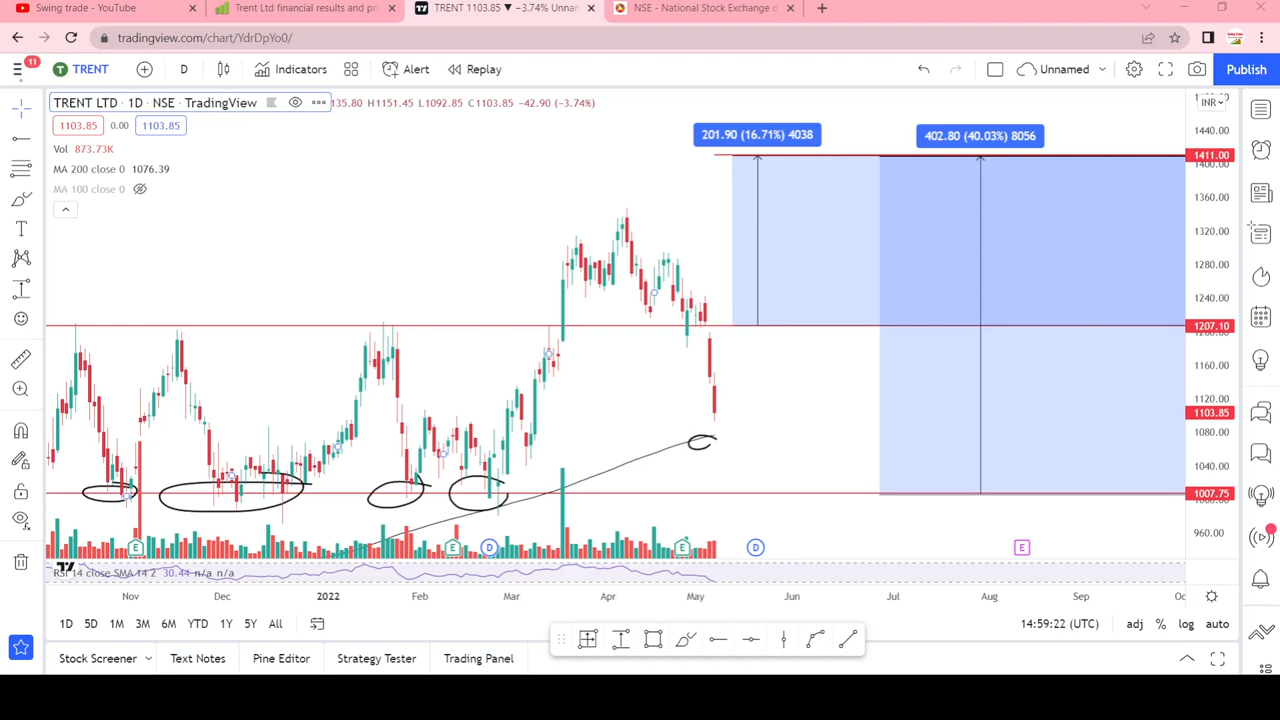 Swing trade - YouTube
Trent Ltd financial results and pri
TRENT 1103.85 ▼ −3.74% Unnam
NSE - National Stock Exchange o
tradingview.com/chart/YdrDpYo0/
11
TRENT
D
Indicators
Alert
Replay
Unnamed
Publish
TRENT LTD · 1D · NSE · TradingView
35.80 H1151.45 L1092.85 C1103.85 −42.90 (−3.74%)
INR
1103.85
0.00
1103.85
Vol 873.73K
MA 200 close 0 1076.39
MA 100 close 0
201.90 (16.71%) 4038
402.80 (40.03%) 8056
1440.00
1411.00
1400.00
1360.00
1320.00
1280.00
1240.00
1207.10
1160.00
1120.00
1103.85
1080.00
1040.00
1007.75
960.00
E
E
D
E
D
E
RSI 14 close SMA 14 2 30.44 n/a n/a
Nov
Dec
2022
Feb
Mar
Apr
May
Jun
Jul
Aug
Sep
1D 5D 1M 3M 6M YTD 1Y 5Y All
14:59:22 (UTC)
adj % log auto
Stock Screener
Text Notes
Pine Editor
Strategy Tester
Trading Panel